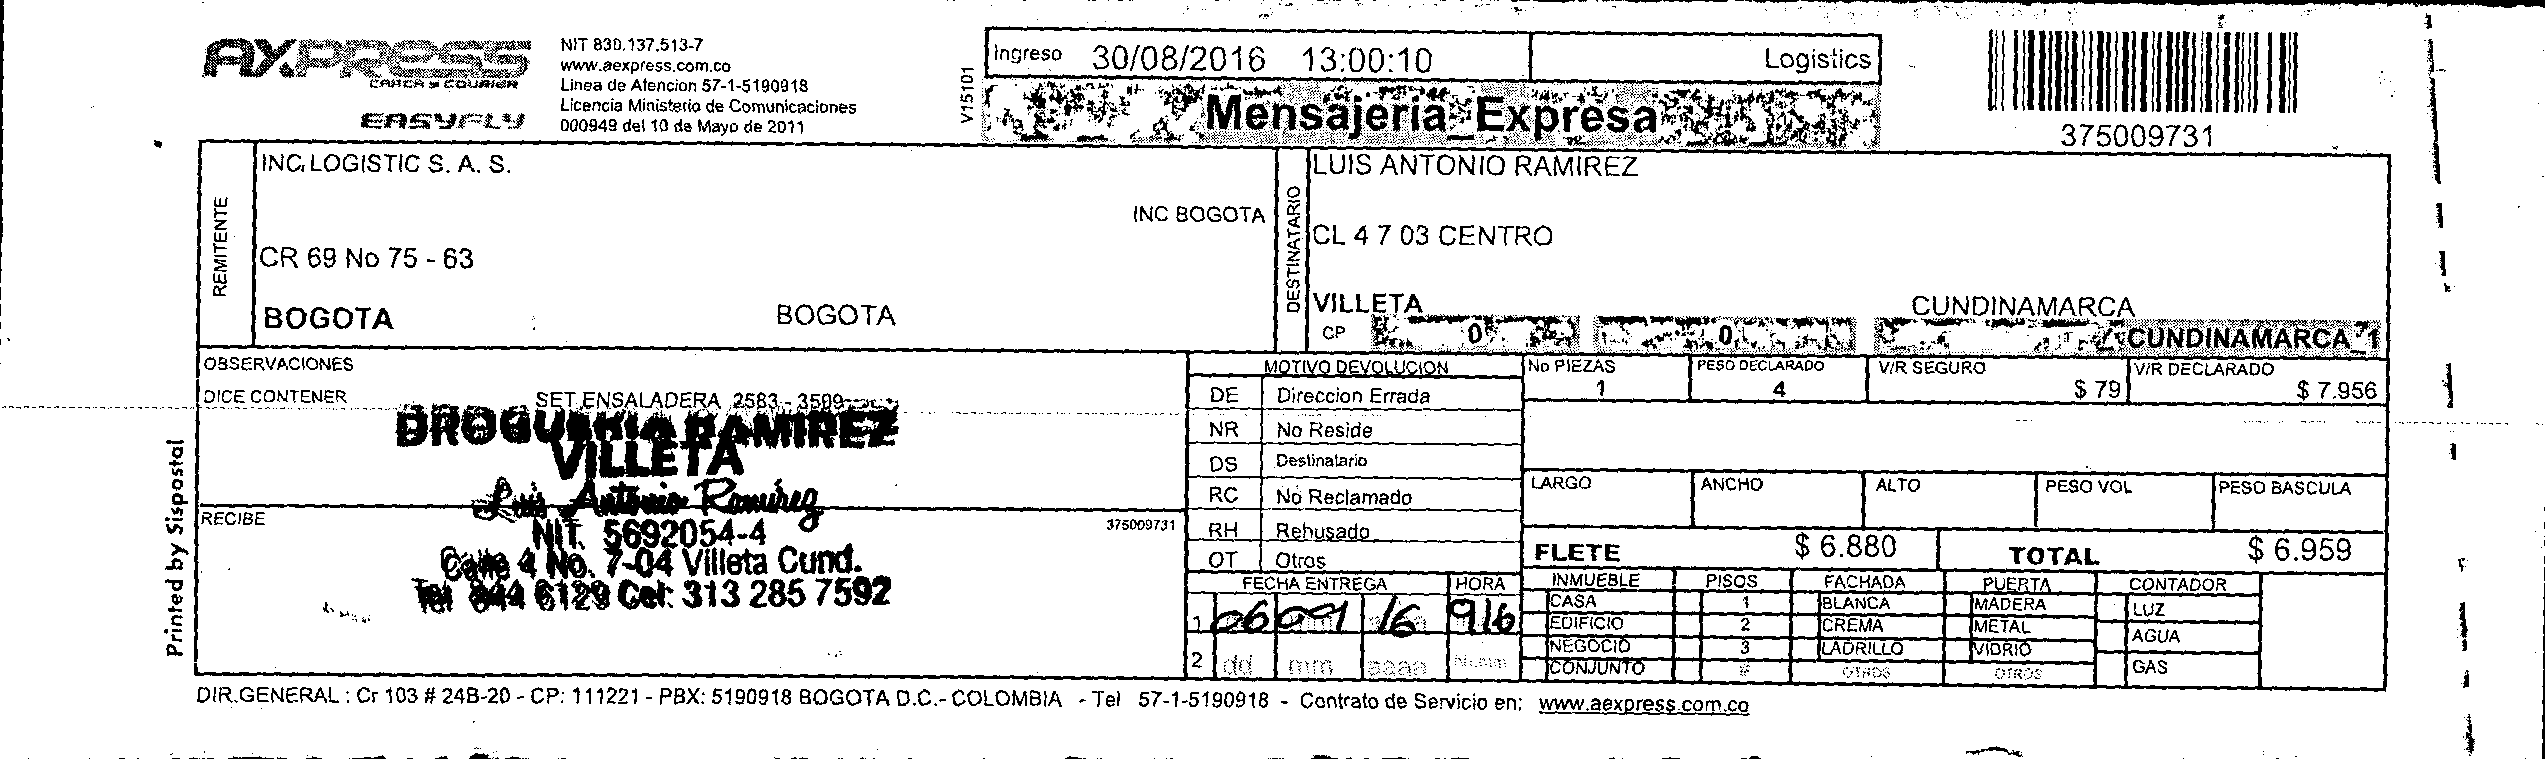 AXPRESS
CARGA Y COURIER
EASYFLY
NIT 830.137.513-7
www.aexpress.com.co
Linea de Atencion 57-1-5190918
Licencia Ministerio de Comunicaciones
000949 del 10 de Mayo de 2011
V15101
Ingreso 30/08/2016 13:00:10 Logistics
Mensajeria_Expresa
375009731
REMITENTE
INC LOGISTIC S. A. S.
INC BOGOTA
CR 69 No 75 - 63
BOGOTA BOGOTA
DESTINATARIO
LUIS ANTONIO RAMIREZ
CL 4 7 03 CENTRO
VILLETA CUNDINAMARCA
CP 0 0 CUNDINAMARCA_1
OBSERVACIONES
DICE CONTENER SET ENSALADERA 2583 - 3509
DROGUERIA RAMIREZ
VILLETA
Luis Antonio Ramirez
NIT. 5692054-4
Calle 4 No. 7-04 Villeta Cund.
Tel 844 6129 Cel: 313 285 7592
RECIBE 375009731
Printed by Sispostal
MOTIVO DEVOLUCION
DE Direccion Errada
NR No Reside
DS Destinatario
RC No Reclamado
RH Rehusado
OT Otros
FECHA ENTREGA HORA
1 06 09 16 916
2 dd mm aaaa
No PIEZAS PESO DECLARADO V/R SEGURO V/R DECLARADO
1 4 $ 79 $ 7.956
LARGO ANCHO ALTO PESO VOL PESO BASCULA
FLETE $ 6.880 TOTAL $ 6.959
INMUEBLE PISOS FACHADA PUERTA CONTADOR
CASA 1 BLANCA MADERA LUZ
EDIFICIO 2 CREMA METAL AGUA
NEGOCIO 3 LADRILLO VIDRIO
CONJUNTO # OTROS OTROS GAS
DIR.GENERAL : Cr 103 # 24B-20 - CP: 111221 - PBX: 5190918 BOGOTA D.C.- COLOMBIA - Tel 57-1-5190918 - Contrato de Servicio en: www.aexpress.com.co